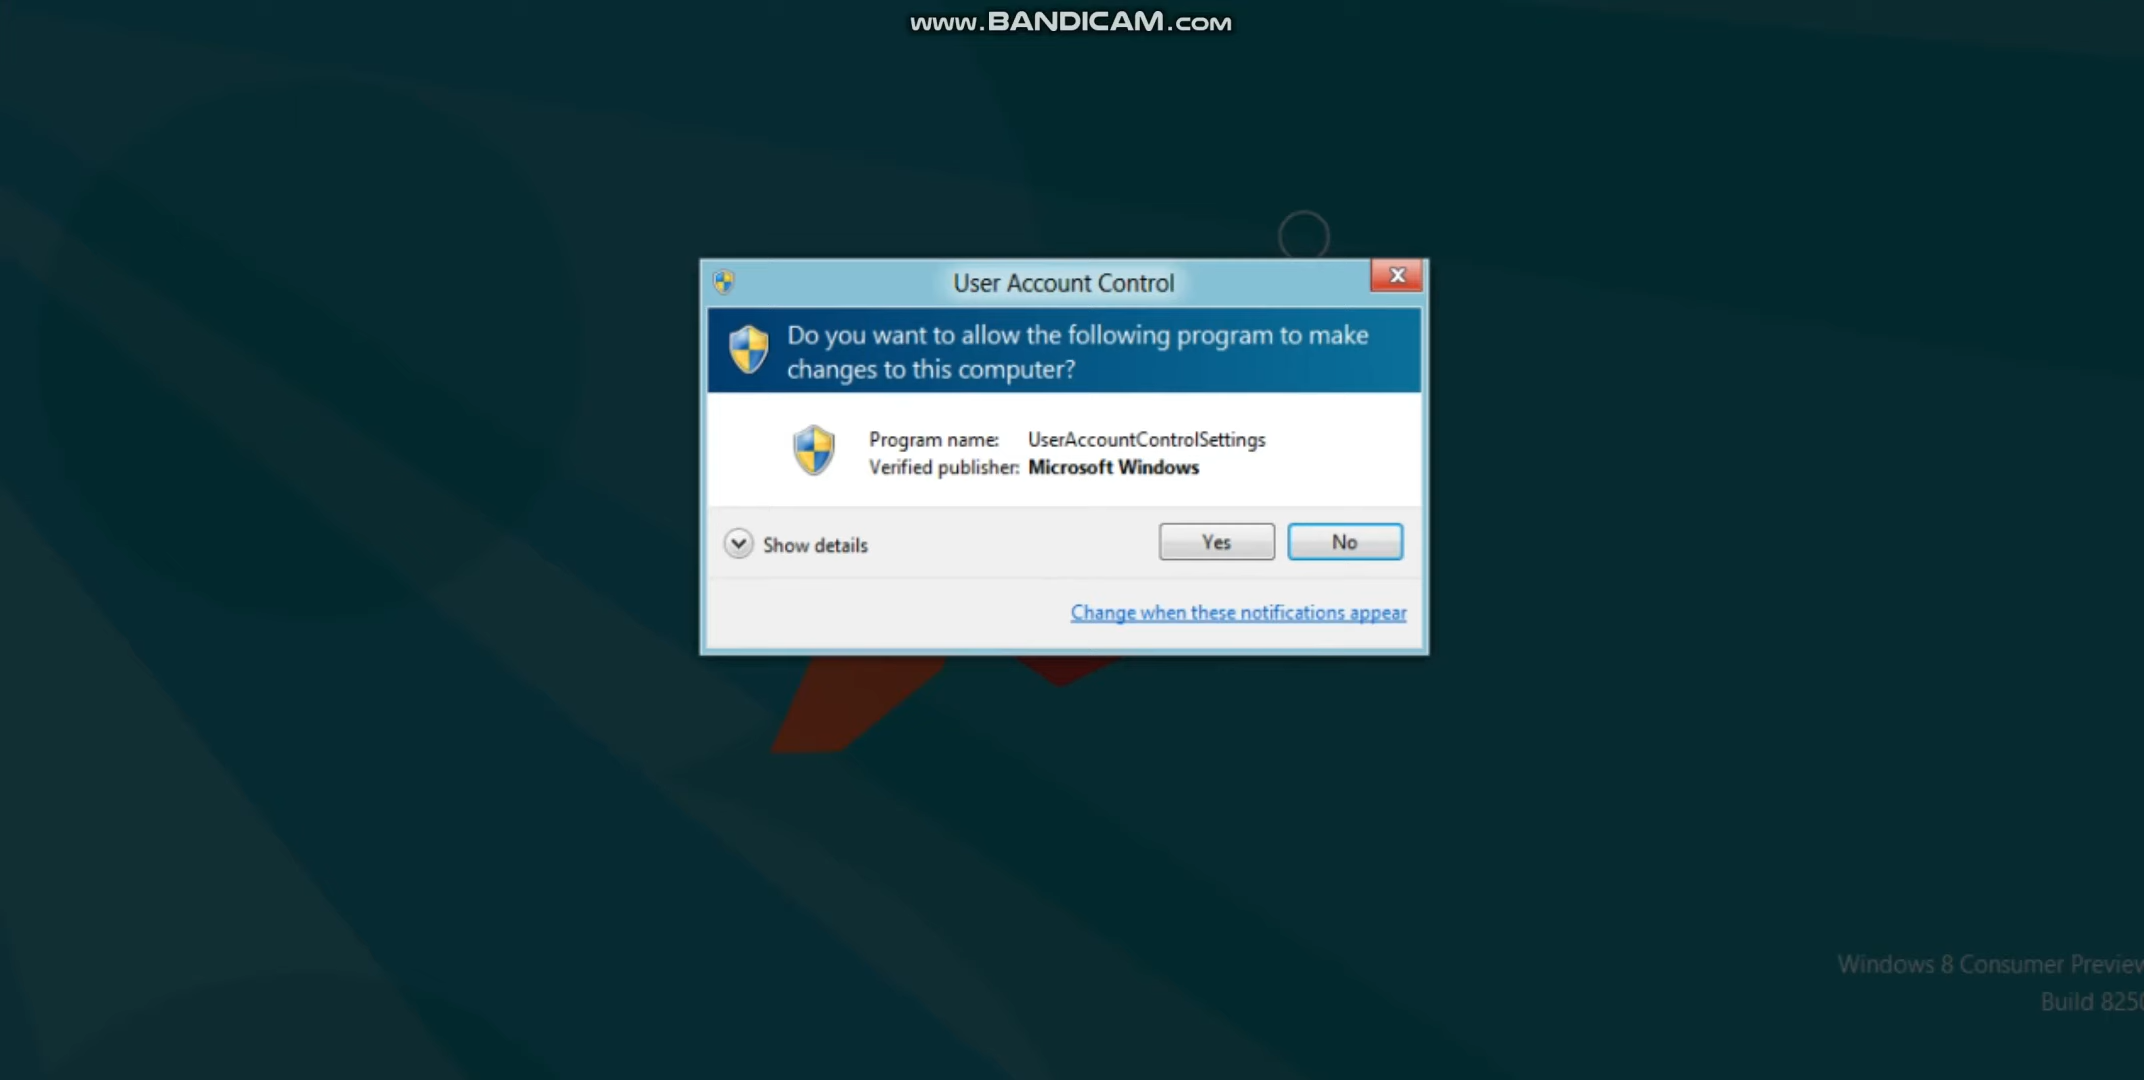 www.BANDICAM.com
User Account Control
Do you want to allow the following program to make
changes to this computer?
Program name: UserAccountControlSettings
Verified publisher: Microsoft Windows
Show details
Yes
No
Change when these notifications appear
Windows 8 Consumer Preview
Build 8250